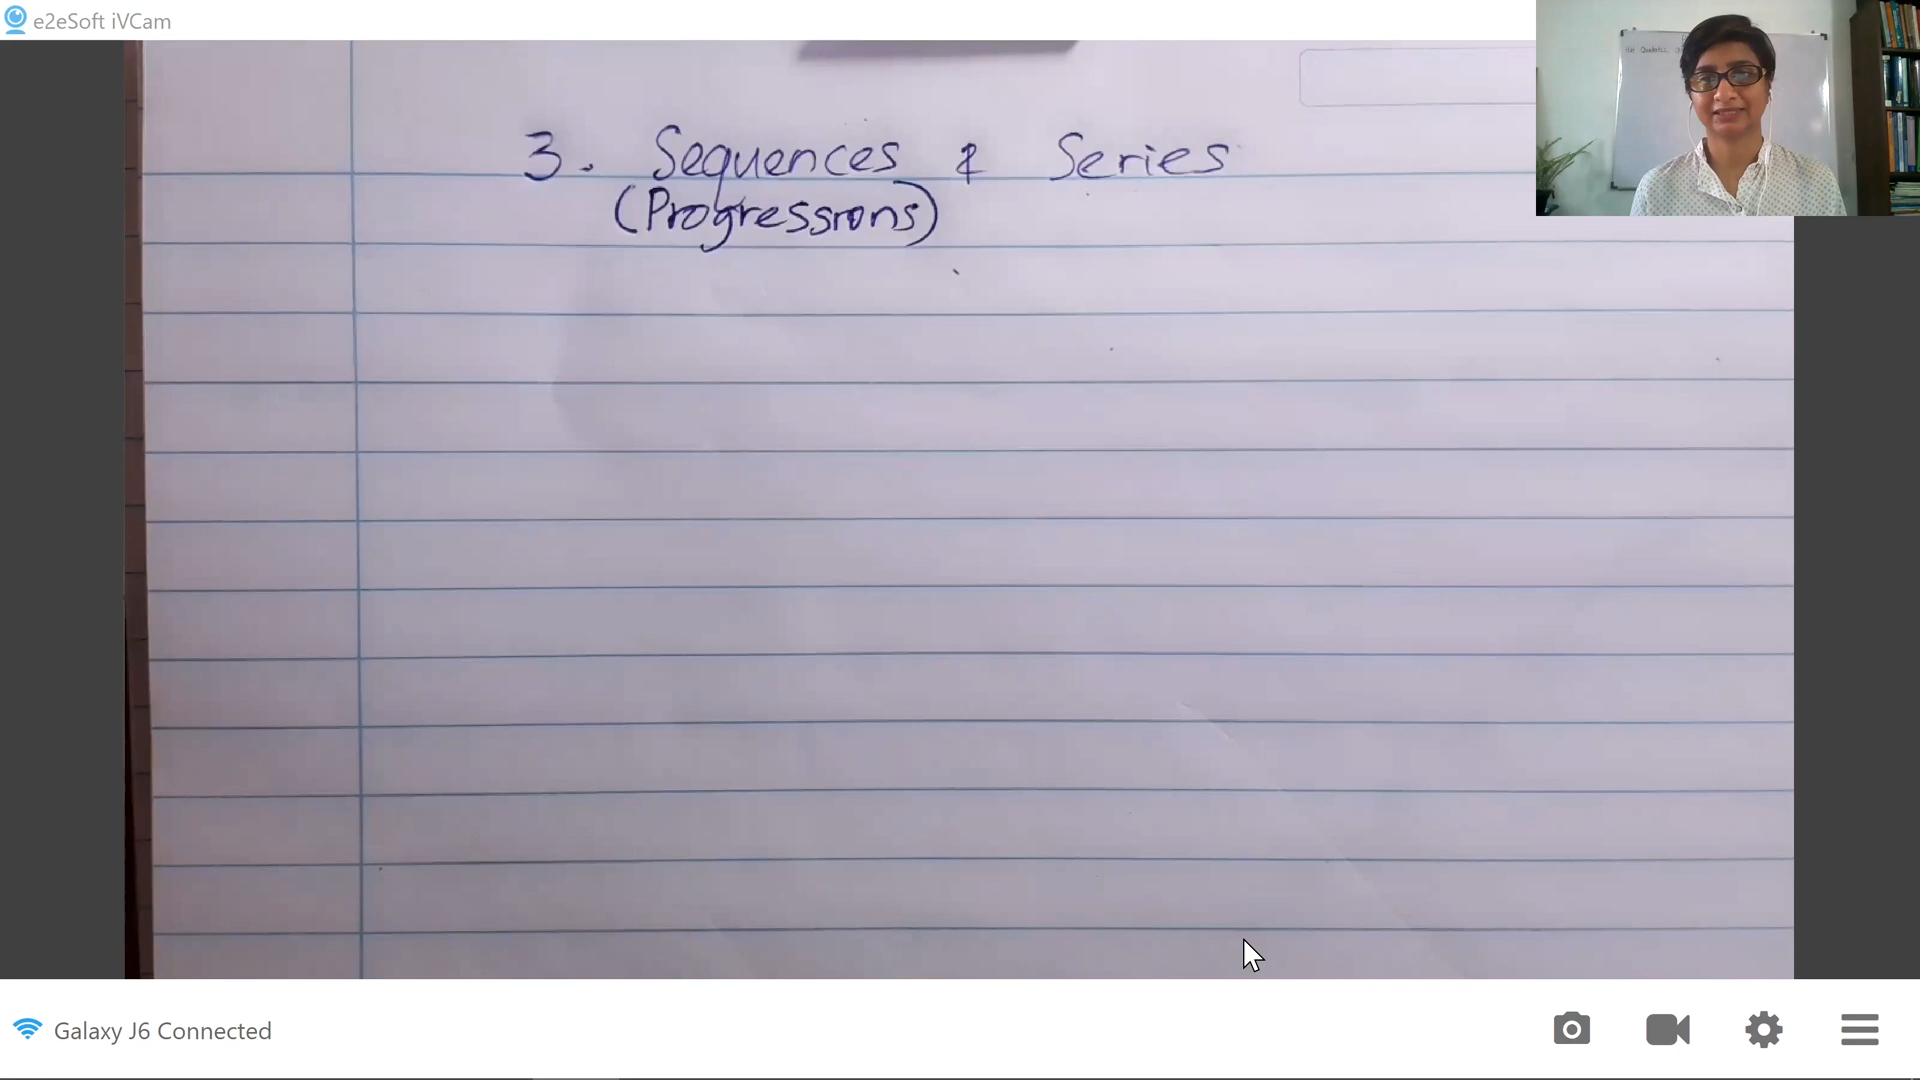 e2eSoft iVCam
3. Sequences & Series
(Progressions)
Galaxy J6 Connected